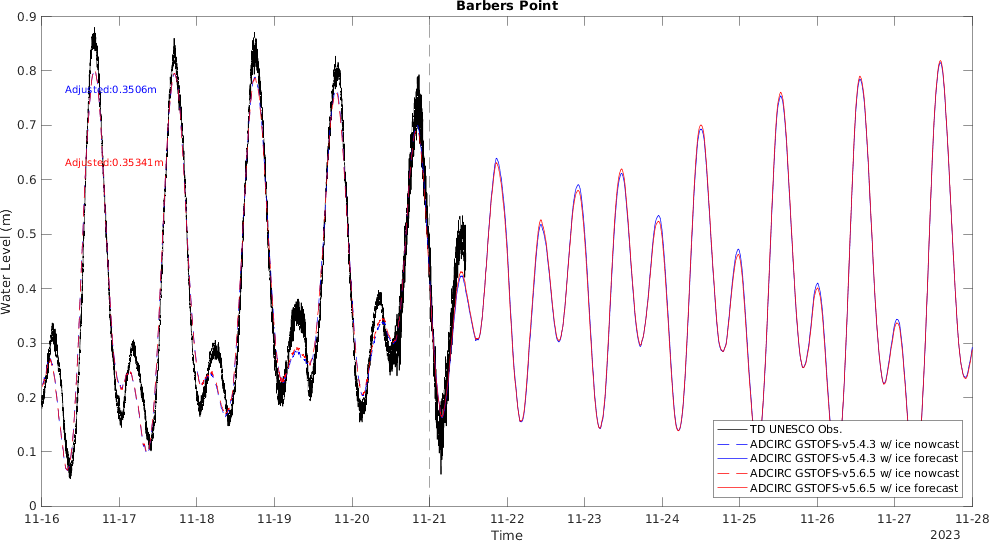 Barbers Point
0.9
0.8
0.7
0.6
0.5
0.4
0.3
0.2
0.1
0
Water Level (m)
Adjusted:0.3506m
Adjusted:0.35341m
TD UNESCO Obs.
ADCIRC GSTOFS-v5.4.3 w/ ice nowcast
ADCIRC GSTOFS-v5.4.3 w/ ice forecast
ADCIRC GSTOFS-v5.6.5 w/ ice nowcast
ADCIRC GSTOFS-v5.6.5 w/ ice forecast
11-16 11-17 11-18 11-19 11-20 11-21 11-22 11-23 11-24 11-25 11-26 11-27 11-28
Time
2023